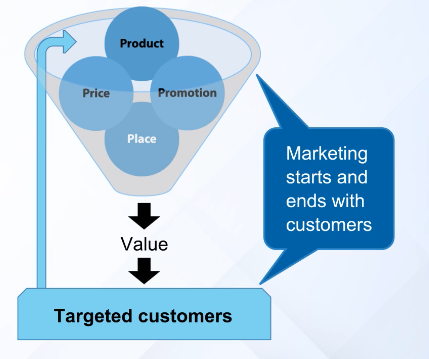 Product
Price
Promotion
Place
Marketing
starts and
ends with
customers
Value
Targeted customers